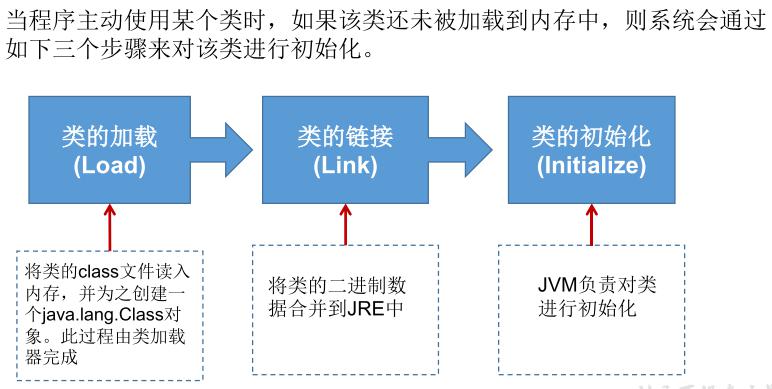 当程序主动使用某个类时，如果该类还未被加载到内存中，则系统会通过
如下三个步骤来对该类进行初始化。
类的加载
(Load)
类的链接
(Link)
类的初始化
(Initialize)
将类的class文件读入
内存，并为之创建一
个java.lang.Class对
象。此过程由类加载
器完成
将类的二进制数
据合并到JRE中
JVM负责对类
进行初始化